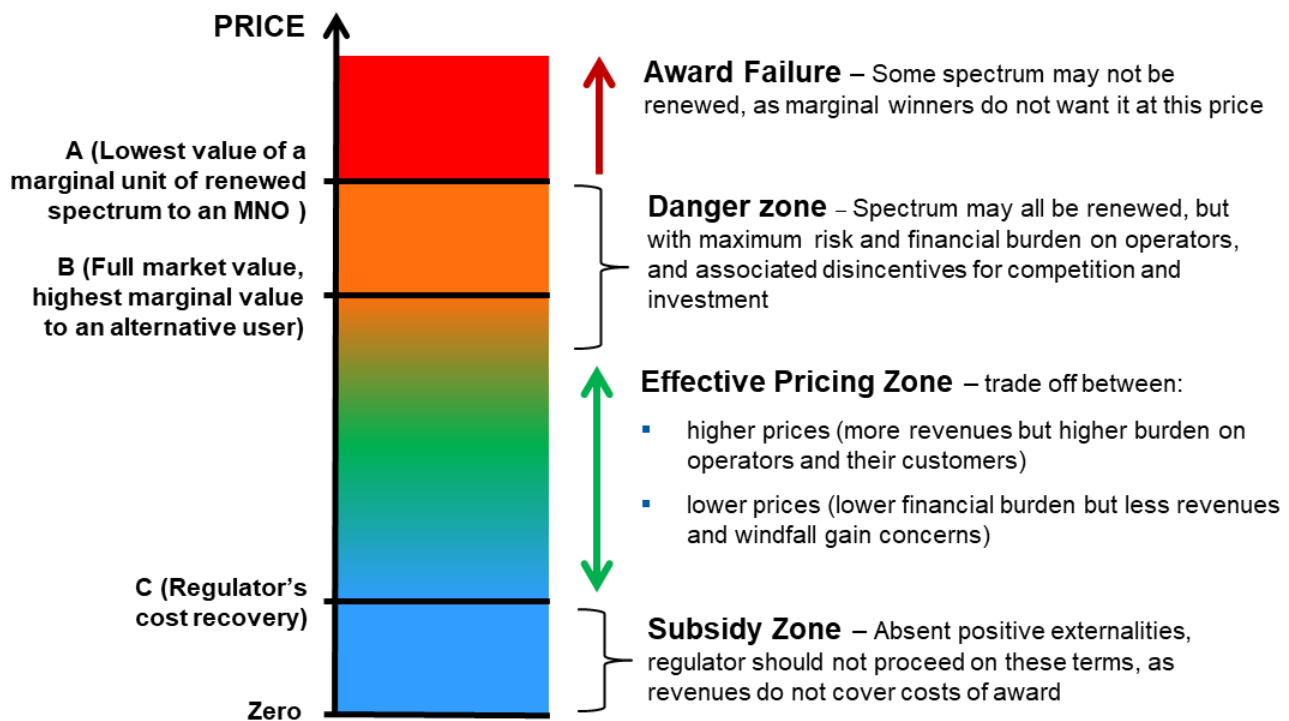 PRICE
Award Failure – Some spectrum may not be
renewed, as marginal winners do not want it at this price
A (Lowest value of a
marginal unit of renewed
spectrum to an MNO )
Danger zone – Spectrum may all be renewed, but
with maximum risk and financial burden on operators,
and associated disincentives for competition and
investment
B (Full market value,
highest marginal value
to an alternative user)
Effective Pricing Zone – trade off between:
▪ higher prices (more revenues but higher burden on
operators and their customers)
▪ lower prices (lower financial burden but less revenues
and windfall gain concerns)
C (Regulator’s
cost recovery)
Subsidy Zone – Absent positive externalities,
regulator should not proceed on these terms, as
revenues do not cover costs of award
Zero